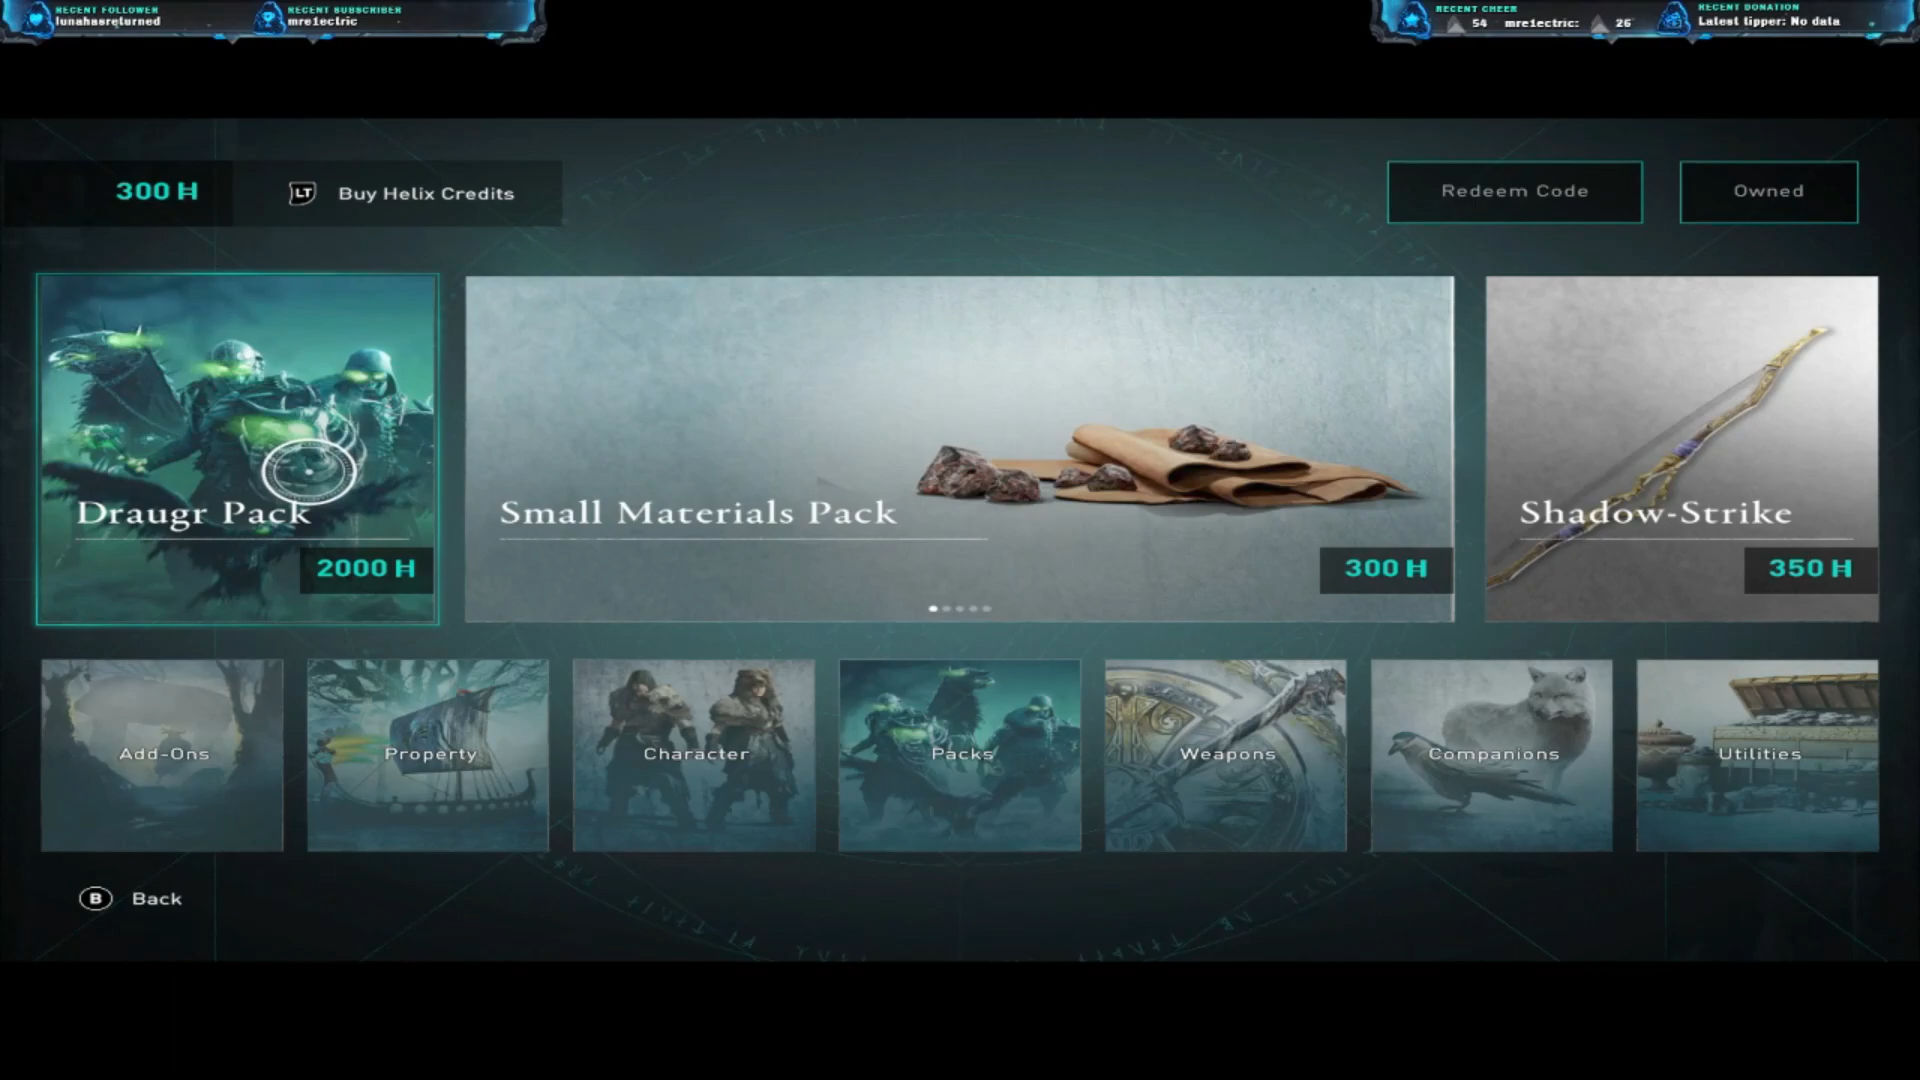 RECENT FOLLOWER
lunahasreturned
RECENT SUBSCRIBER
mre1ectric
RECENT CHEER
54 mre1ectric: 26
RECENT DONATION
Latest tipper: No data
300 H
LT Buy Helix Credits
Redeem Code
Owned
Draugr Pack
2000 H
Small Materials Pack
300 H
Shadow-Strike
350 H
Add-Ons
Property
Character
Packs
Weapons
Companions
Utilities
B Back